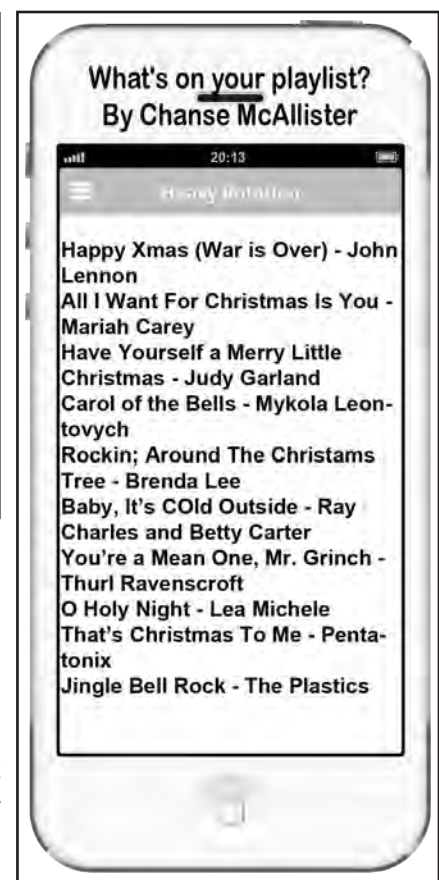 What's on your playlist?
By Chanse McAllister
20:13
Happy Xmas (War is Over) - John
Lennon
All I Want For Christmas Is You -
Mariah Carey
Have Yourself a Merry Little
Christmas - Judy Garland
Carol of the Bells - Mykola Leon-
tovych
Rockin; Around The Christams
Tree - Brenda Lee
Baby, It's COld Outside - Ray
Charles and Betty Carter
You're a Mean One, Mr. Grinch -
Thurl Ravenscroft
O Holy Night - Lea Michele
That's Christmas To Me - Penta-
tonix
Jingle Bell Rock - The Plastics